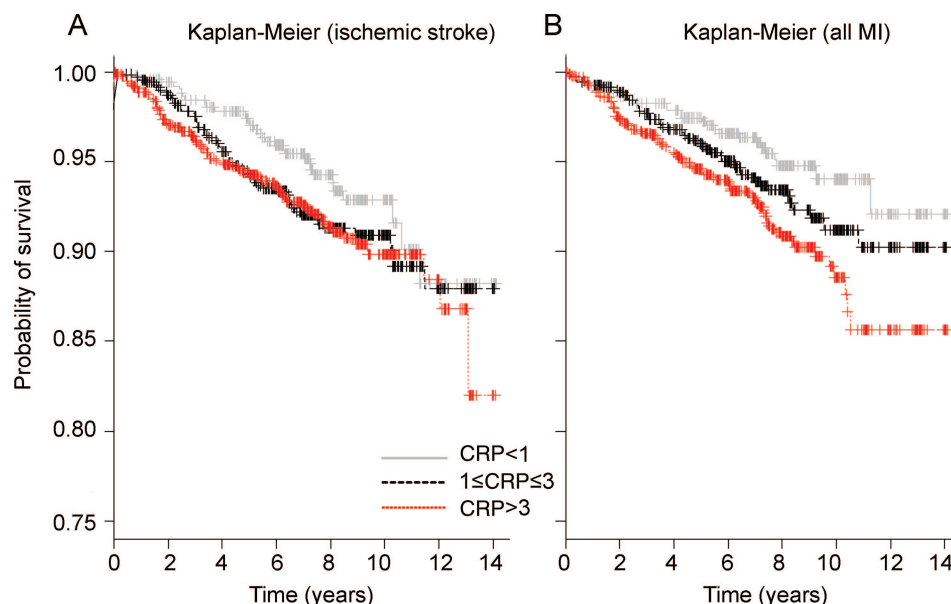 A Kaplan-Meier (ischemic stroke)
B Kaplan-Meier (all MI)
Probability of survival
1.00
0.95
0.90
0.85
0.80
0.75
CRP<1
1≤CRP≤3
CRP>3
0 2 4 6 8 10 12 14
0 2 4 6 8 10 12 14
Time (years)
Time (years)